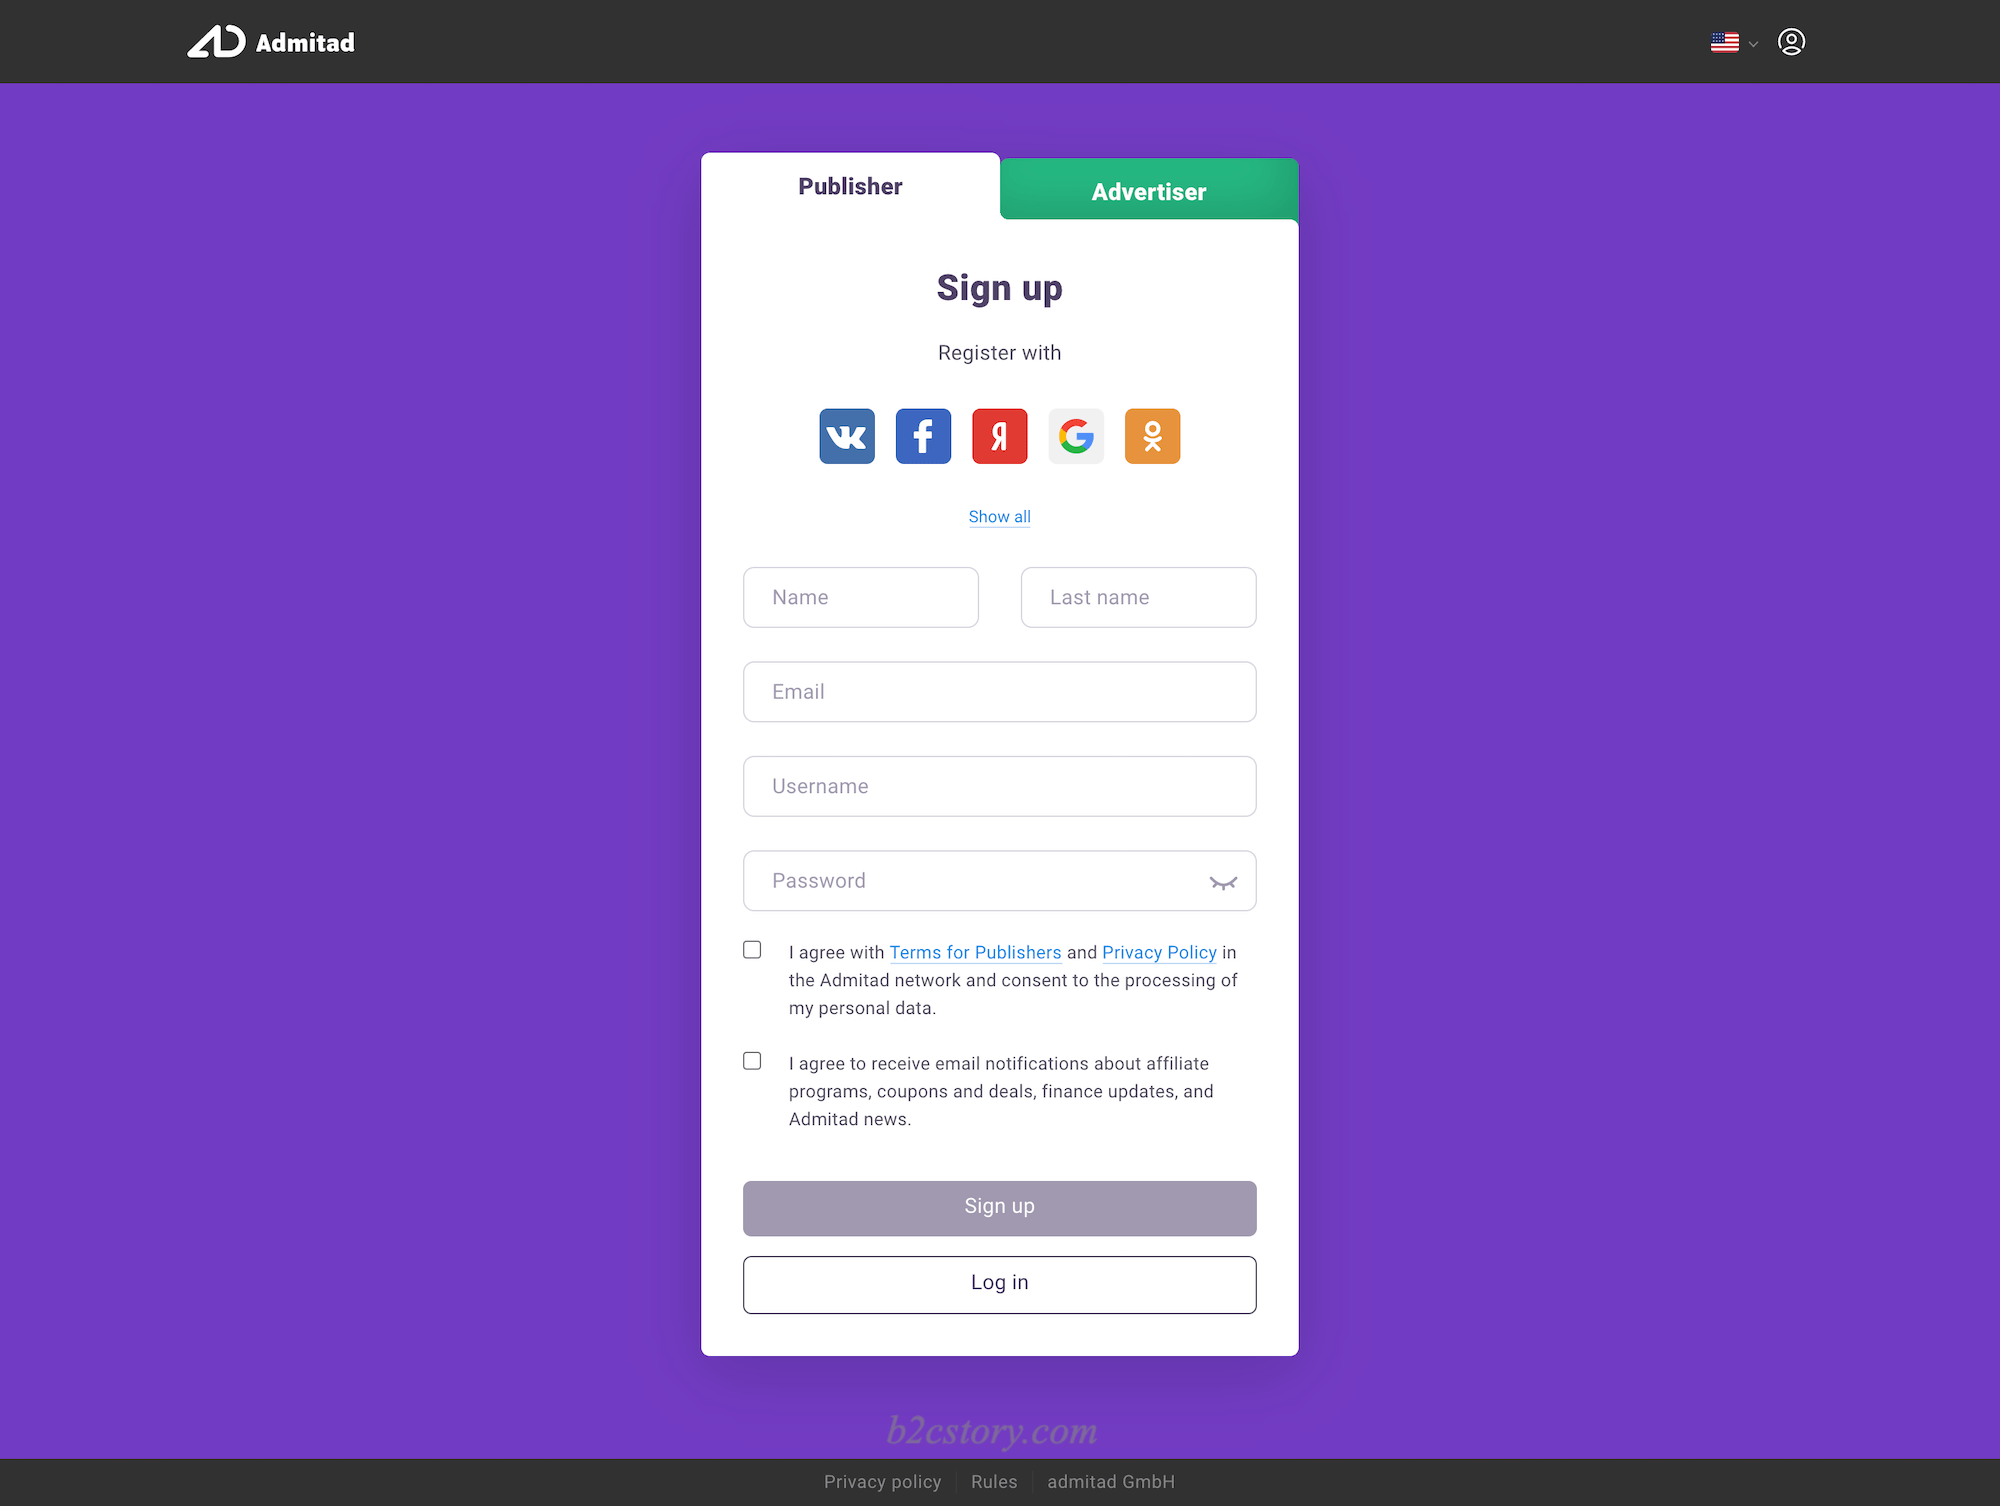 Admitad
Publisher
Advertiser
Sign up
Register with
Show all
Name
Last name
Email
Username
Password
I agree with Terms for Publishers and Privacy Policy in
the Admitad network and consent to the processing of
my personal data.
I agree to receive email notifications about affiliate
programs, coupons and deals, finance updates, and
Admitad news.
Sign up
Log in
b2cstory.com
Privacy policy
Rules
admitad GmbH